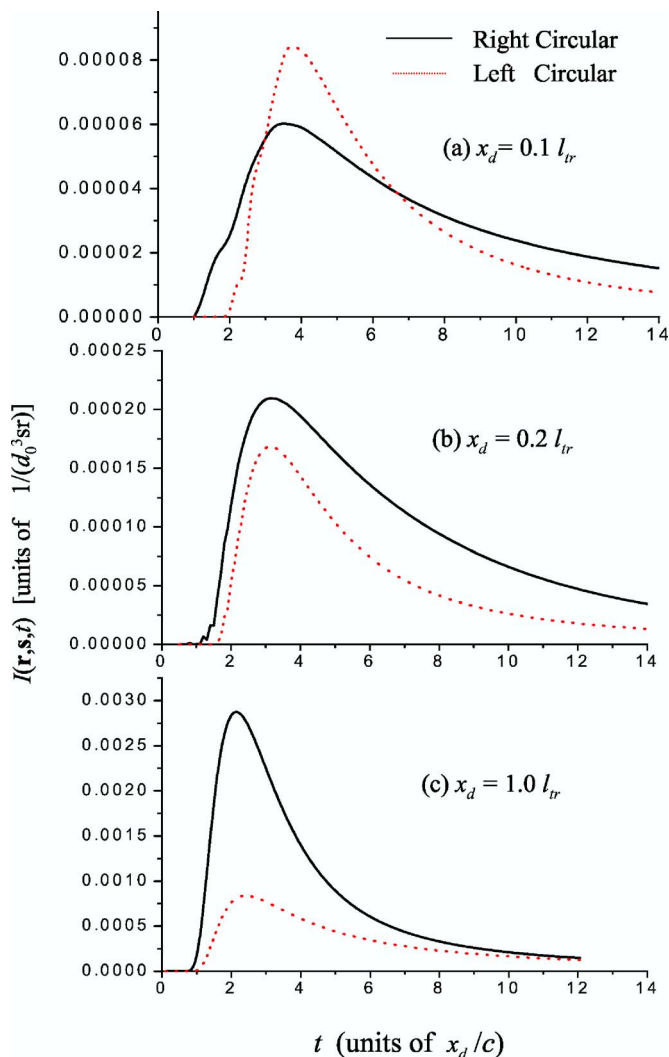 Right Circular
Left Circular
(a) x_d = 0.1 l_tr
0.00008
0.00006
0.00004
0.00002
0.00000
0 2 4 6 8 10 12 14
0.00025
0.00020
0.00015
0.00010
0.00005
0.00000
(b) x_d = 0.2 l_tr
0 2 4 6 8 10 12 14
0.0030
0.0025
0.0020
0.0015
0.0010
0.0005
0.0000
(c) x_d = 1.0 l_tr
0 2 4 6 8 10 12 14
I(r,s,t) [units of 1/(d_0^3sr)]
t (units of x_d/c)